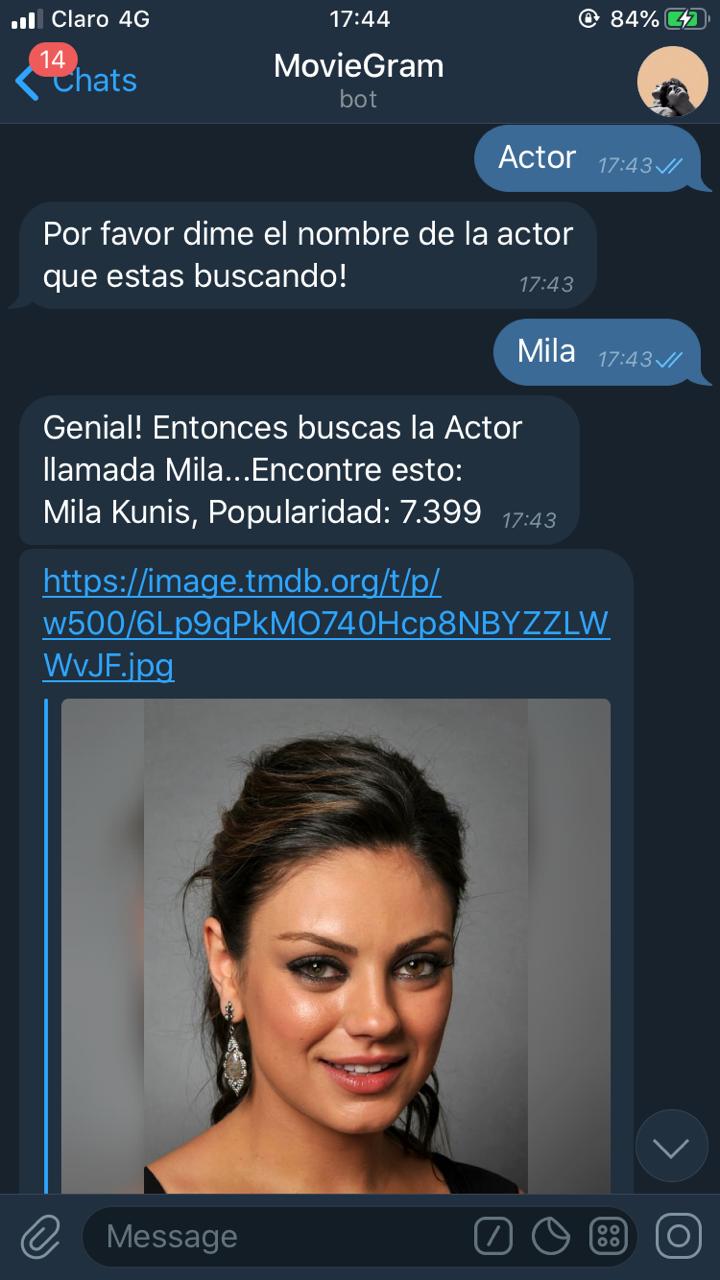 Claro 4G
17:44
84%
14
Chats
MovieGram
bot
Actor 17:43
Por favor dime el nombre de la actor
que estas buscando!
17:43
Mila 17:43
Genial! Entonces buscas la Actor
llamada Mila...Encontre esto:
Mila Kunis, Popularidad: 7.399 17:43
https://image.tmdb.org/t/p/
w500/6Lp9qPkMO740Hcp8NBYZZLW
WvJF.jpg
Message